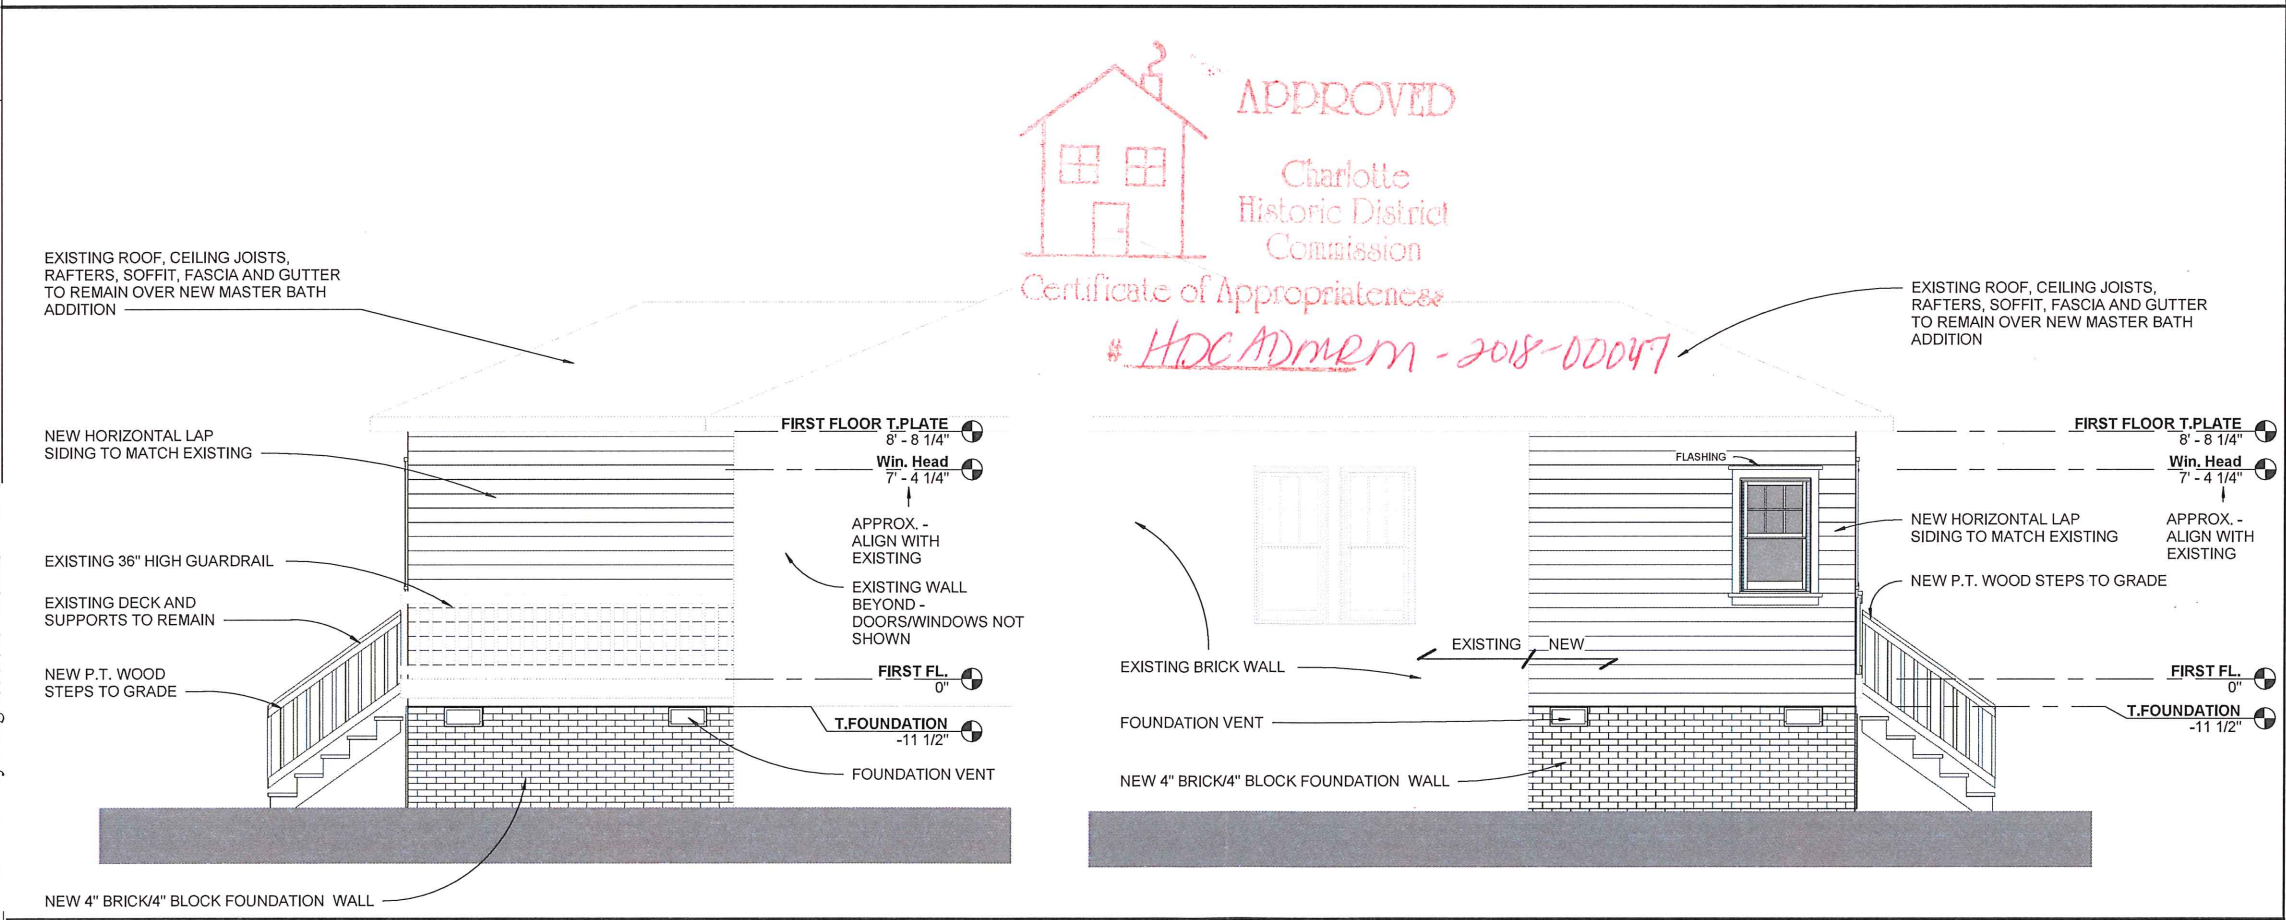 APPROVED
Charlotte
Historic District
Commission
Certificate of Appropriateness
# HDCADMRM - 2018-00047
EXISTING ROOF, CEILING JOISTS,
RAFTERS, SOFFIT, FASCIA AND GUTTER
TO REMAIN OVER NEW MASTER BATH
ADDITION
NEW HORIZONTAL LAP
SIDING TO MATCH EXISTING
EXISTING 36" HIGH GUARDRAIL
EXISTING DECK AND
SUPPORTS TO REMAIN
NEW P.T. WOOD
STEPS TO GRADE
NEW 4" BRICK/4" BLOCK FOUNDATION WALL
FIRST FLOOR T.PLATE
8' - 8 1/4"
Win. Head
7' - 4 1/4"
APPROX. -
ALIGN WITH
EXISTING
EXISTING WALL
BEYOND -
DOORS/WINDOWS NOT
SHOWN
FIRST FL.
0"
T.FOUNDATION
-11 1/2"
FOUNDATION VENT
EXISTING BRICK WALL
FOUNDATION VENT
NEW 4" BRICK/4" BLOCK FOUNDATION WALL
EXISTING NEW
FLASHING
EXISTING ROOF, CEILING JOISTS,
RAFTERS, SOFFIT, FASCIA AND GUTTER
TO REMAIN OVER NEW MASTER BATH
ADDITION
FIRST FLOOR T.PLATE
8' - 8 1/4"
Win. Head
7' - 4 1/4"
NEW HORIZONTAL LAP
SIDING TO MATCH EXISTING
APPROX. -
ALIGN WITH
EXISTING
NEW P.T. WOOD STEPS TO GRADE
FIRST FL.
0"
T.FOUNDATION
-11 1/2"